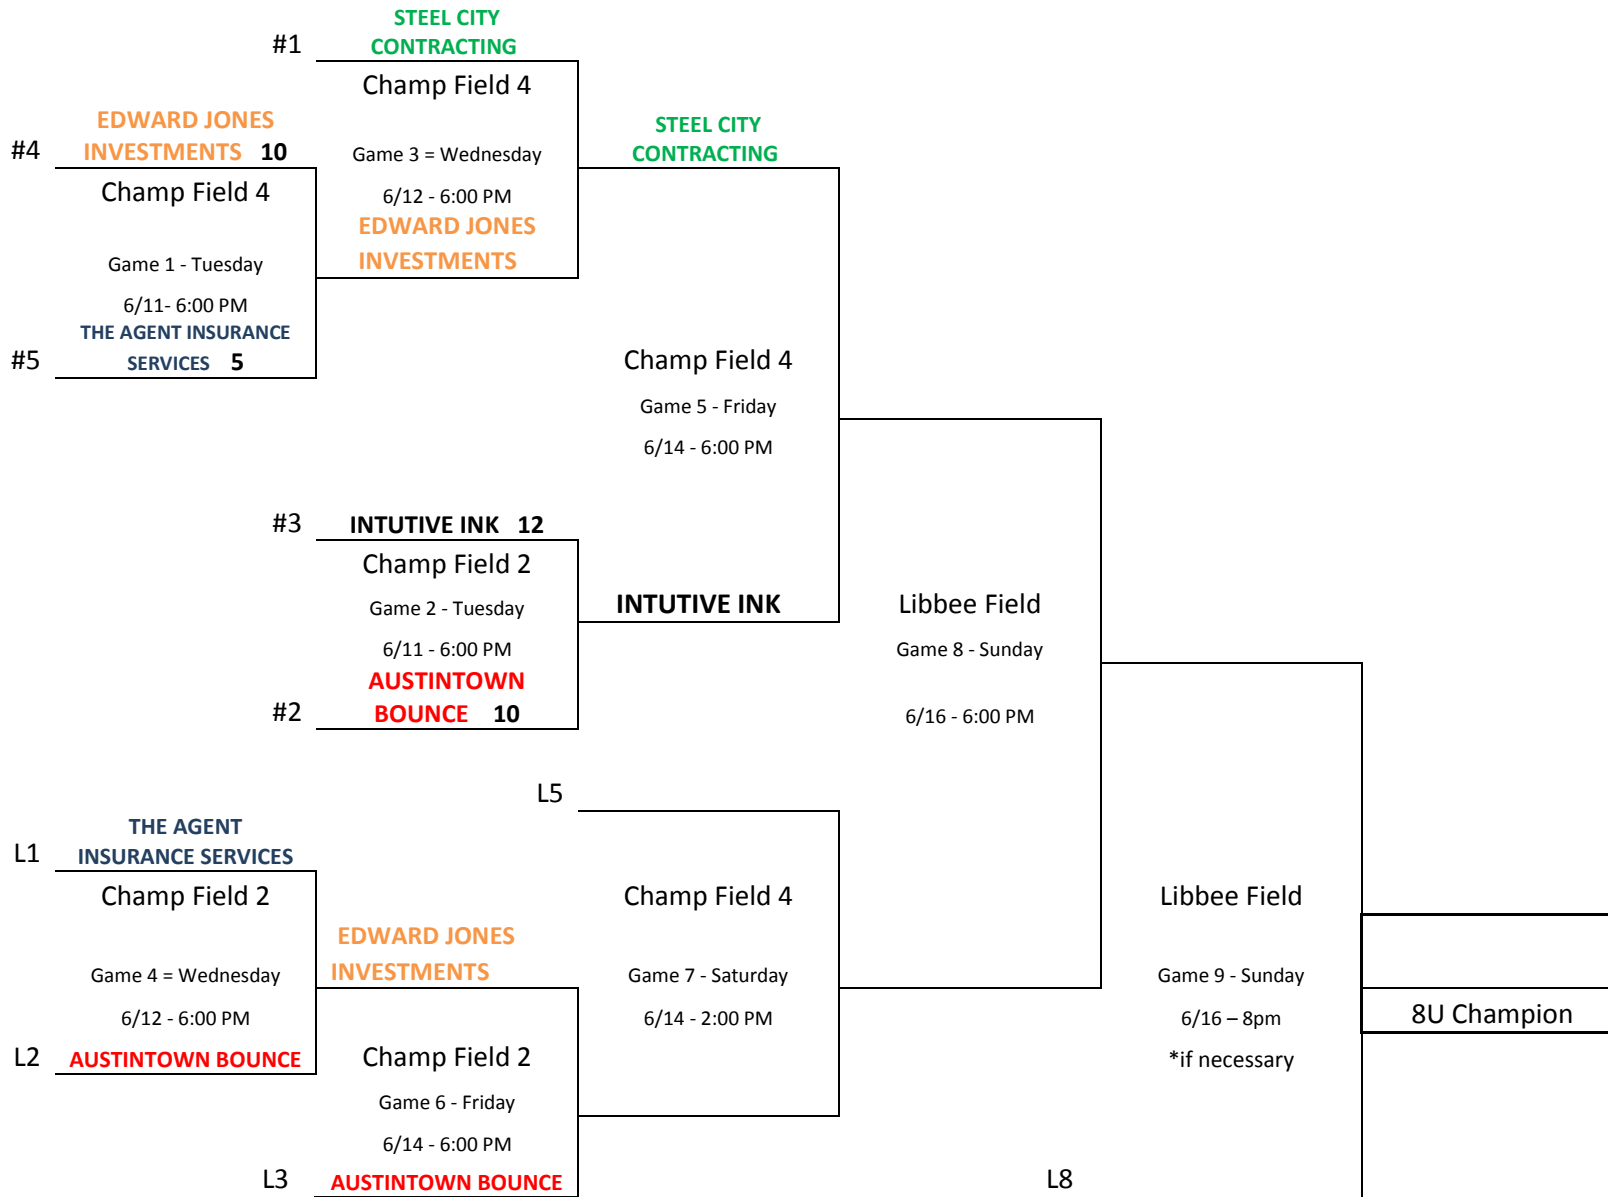 STEEL CITY
#1 CONTRACTING
Champ Field 4
EDWARD JONES
#4 INVESTMENTS 10
Game 3 = Wednesday
STEEL CITY
CONTRACTING
Champ Field 4
6/12 - 6:00 PM
EDWARD JONES
INVESTMENTS
Game 1 - Tuesday
6/11- 6:00 PM
THE AGENT INSURANCE
#5 SERVICES 5
Champ Field 4
Game 5 - Friday
6/14 - 6:00 PM
#3 INTUTIVE INK 12
Champ Field 2
Game 2 - Tuesday
6/11 - 6:00 PM
INTUTIVE INK
Libbee Field
Game 8 - Sunday
6/16 - 6:00 PM
AUSTINTOWN
#2 BOUNCE 10
L5
THE AGENT
L1 INSURANCE SERVICES
Champ Field 2
Champ Field 4
Libbee Field
EDWARD JONES
INVESTMENTS
Game 4 = Wednesday
6/12 - 6:00 PM
Game 7 - Saturday
6/14 - 2:00 PM
Game 9 - Sunday
6/16 – 8pm
*if necessary
8U Champion
L2 AUSTINTOWN BOUNCE
Champ Field 2
Game 6 - Friday
6/14 - 6:00 PM
L3 AUSTINTOWN BOUNCE
L8